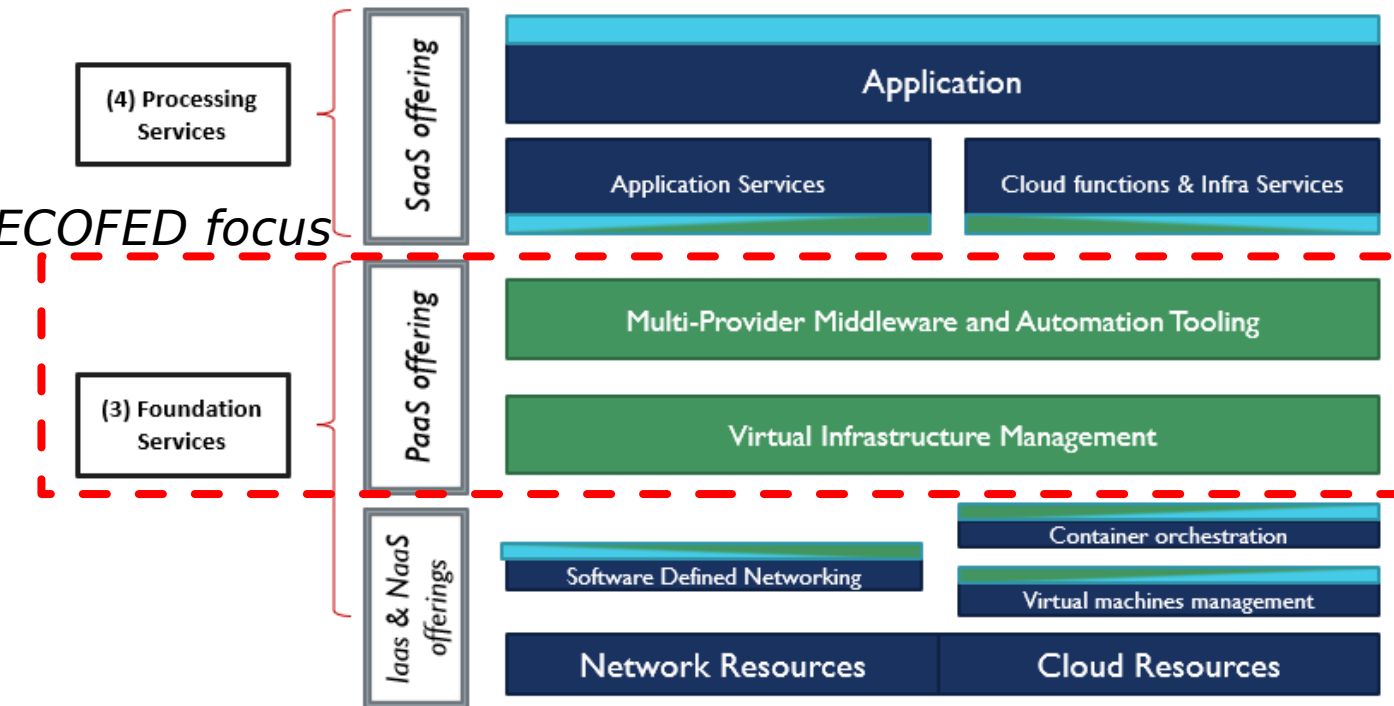 (4) Processing
Services
SaaS offering
Application
Application Services
Cloud functions & Infra Services
ECOFED focus
(3) Foundation
Services
PaaS offering
Multi-Provider Middleware and Automation Tooling
Virtual Infrastructure Management
Iaas & NaaS
offerings
Container orchestration
Software Defined Networking
Virtual machines management
Network Resources
Cloud Resources